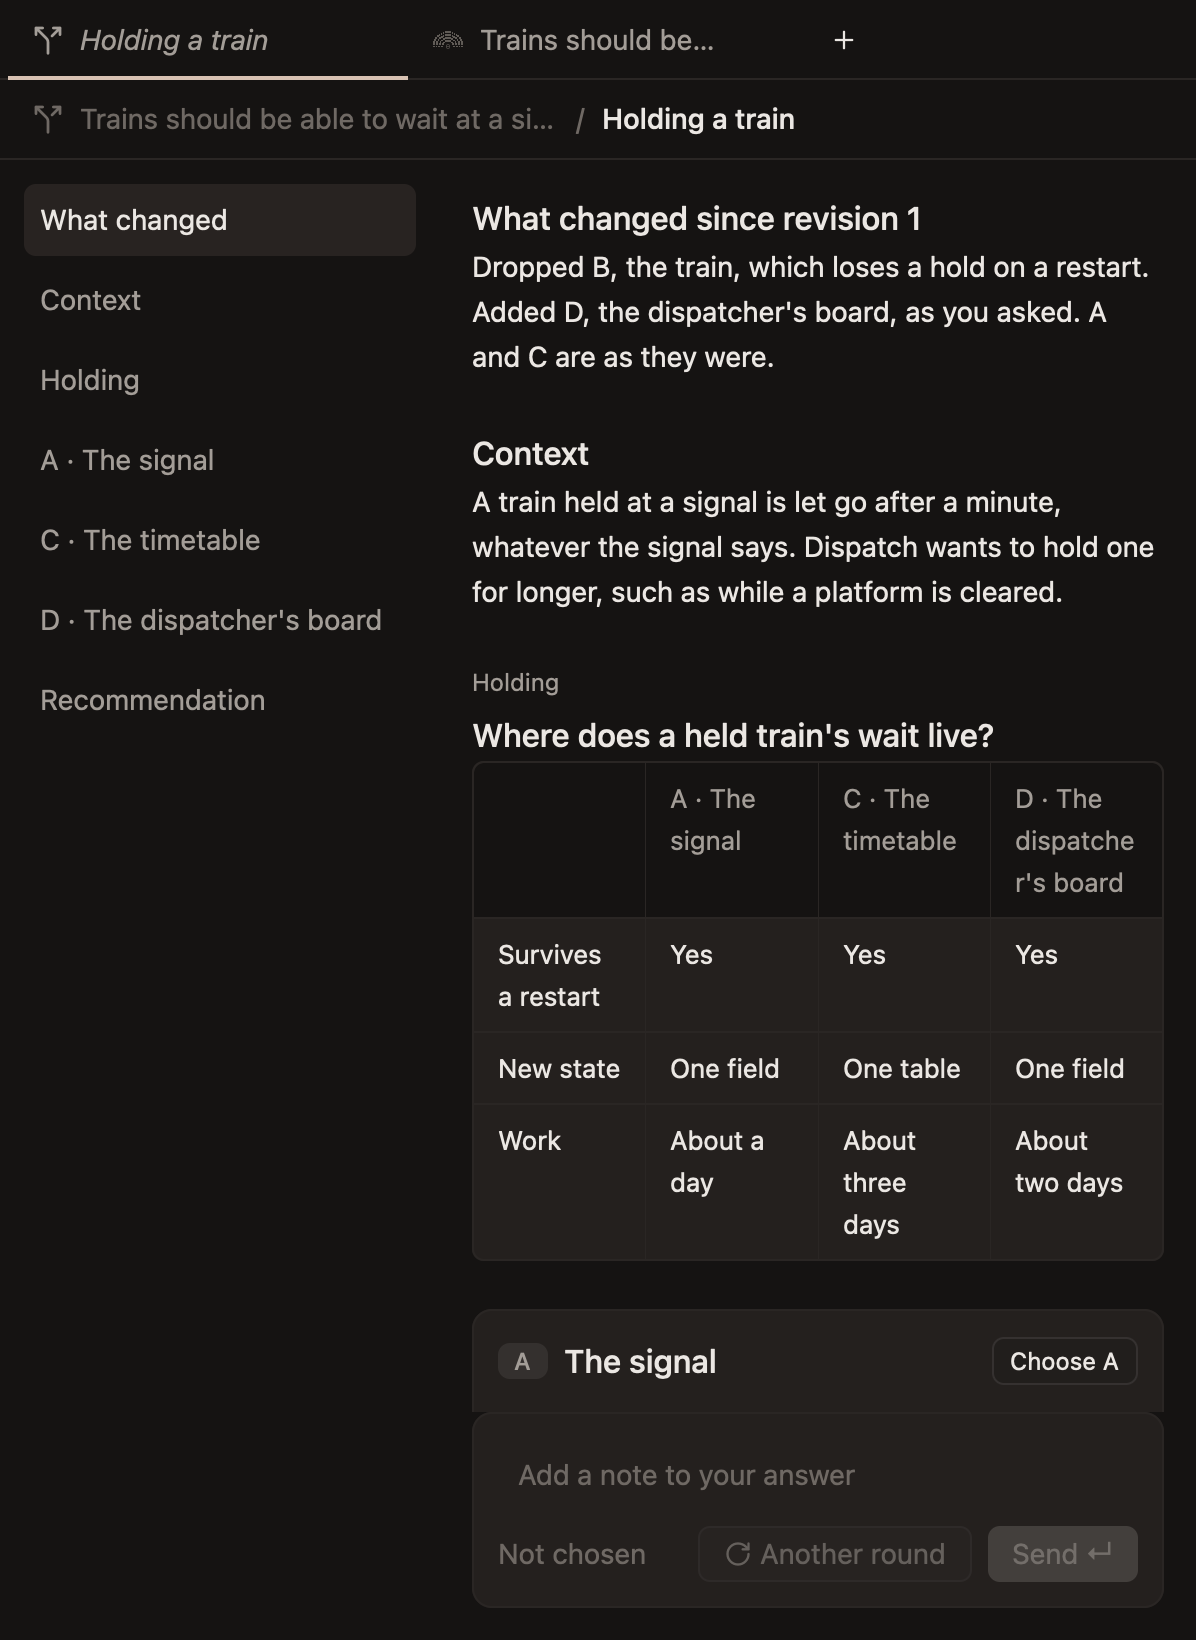 Holding a train
Trains should be...
Trains should be able to wait at a si... / Holding a train
What changed
Context
Holding
A · The signal
C · The timetable
D · The dispatcher's board
Recommendation
What changed since revision 1
Dropped B, the train, which loses a hold on a restart.
Added D, the dispatcher's board, as you asked. A
and C are as they were.
Context
A train held at a signal is let go after a minute,
whatever the signal says. Dispatch wants to hold one
for longer, such as while a platform is cleared.
Holding
Where does a held train's wait live?
A · The
signal
C · The
timetable
D · The
dispatche
r's board
Survives
a restart
Yes
Yes
Yes
New state
One field
One table
One field
Work
About a
day
About
three
days
About
two days
A
The signal
Choose A
Add a note to your answer
Not chosen
Another round
Send